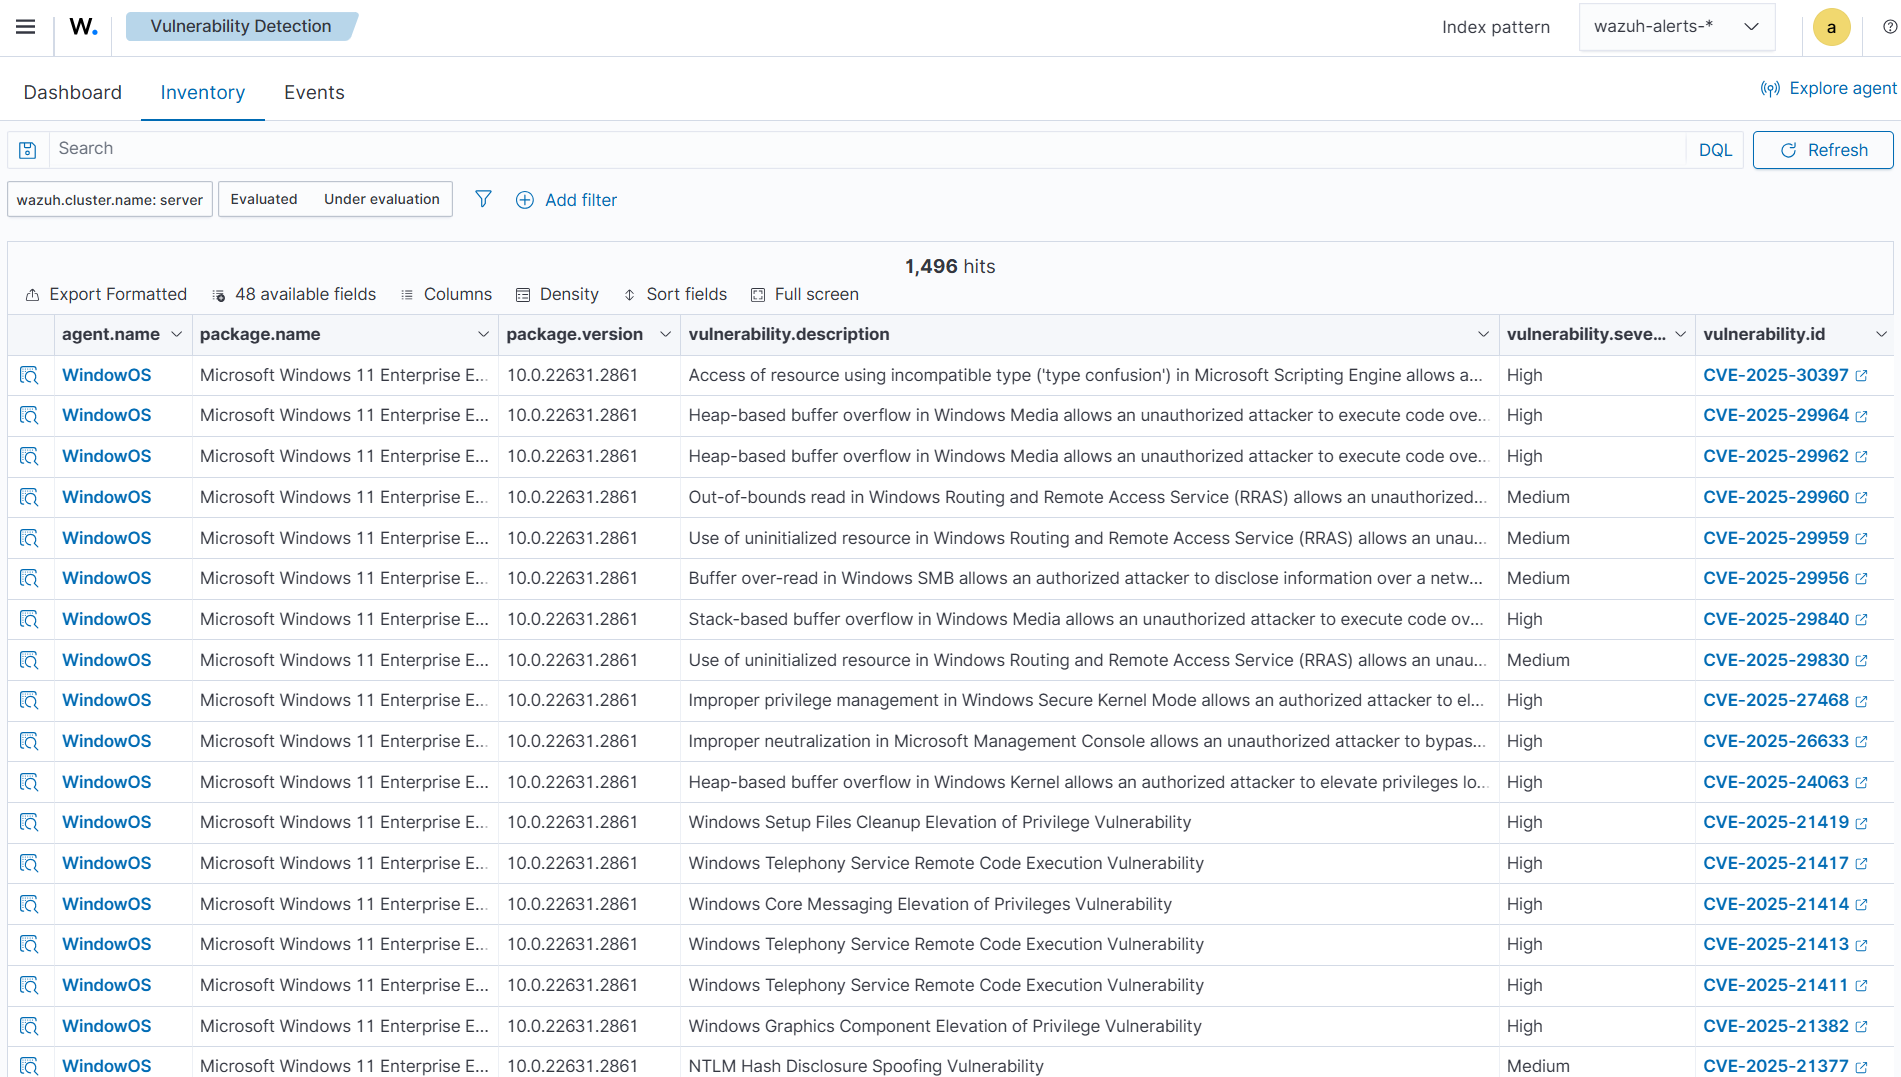 W. Vulnerability Detection Index pattern wazuh-alerts-* a
Dashboard Inventory Events Explore agent
Search DQL Refresh
wazuh.cluster.name: server Evaluated Under evaluation Add filter
1,496 hits
Export Formatted 48 available fields Columns Density Sort fields Full screen
agent.name package.name package.version vulnerability.description vulnerability.seve... vulnerability.id
WindowOS Microsoft Windows 11 Enterprise E... 10.0.22631.2861 Access of resource using incompatible type ('type confusion') in Microsoft Scripting Engine allows a... High CVE-2025-30397
WindowOS Microsoft Windows 11 Enterprise E... 10.0.22631.2861 Heap-based buffer overflow in Windows Media allows an unauthorized attacker to execute code ove... High CVE-2025-29964
WindowOS Microsoft Windows 11 Enterprise E... 10.0.22631.2861 Heap-based buffer overflow in Windows Media allows an unauthorized attacker to execute code ove... High CVE-2025-29962
WindowOS Microsoft Windows 11 Enterprise E... 10.0.22631.2861 Out-of-bounds read in Windows Routing and Remote Access Service (RRAS) allows an unauthorized... Medium CVE-2025-29960
WindowOS Microsoft Windows 11 Enterprise E... 10.0.22631.2861 Use of uninitialized resource in Windows Routing and Remote Access Service (RRAS) allows an unau... Medium CVE-2025-29959
WindowOS Microsoft Windows 11 Enterprise E... 10.0.22631.2861 Buffer over-read in Windows SMB allows an authorized attacker to disclose information over a netw... Medium CVE-2025-29956
WindowOS Microsoft Windows 11 Enterprise E... 10.0.22631.2861 Stack-based buffer overflow in Windows Media allows an unauthorized attacker to execute code ov... High CVE-2025-29840
WindowOS Microsoft Windows 11 Enterprise E... 10.0.22631.2861 Use of uninitialized resource in Windows Routing and Remote Access Service (RRAS) allows an unau... Medium CVE-2025-29830
WindowOS Microsoft Windows 11 Enterprise E... 10.0.22631.2861 Improper privilege management in Windows Secure Kernel Mode allows an authorized attacker to el... High CVE-2025-27468
WindowOS Microsoft Windows 11 Enterprise E... 10.0.22631.2861 Improper neutralization in Microsoft Management Console allows an unauthorized attacker to bypas... High CVE-2025-26633
WindowOS Microsoft Windows 11 Enterprise E... 10.0.22631.2861 Heap-based buffer overflow in Windows Kernel allows an authorized attacker to elevate privileges lo... High CVE-2025-24063
WindowOS Microsoft Windows 11 Enterprise E... 10.0.22631.2861 Windows Setup Files Cleanup Elevation of Privilege Vulnerability High CVE-2025-21419
WindowOS Microsoft Windows 11 Enterprise E... 10.0.22631.2861 Windows Telephony Service Remote Code Execution Vulnerability High CVE-2025-21417
WindowOS Microsoft Windows 11 Enterprise E... 10.0.22631.2861 Windows Core Messaging Elevation of Privileges Vulnerability High CVE-2025-21414
WindowOS Microsoft Windows 11 Enterprise E... 10.0.22631.2861 Windows Telephony Service Remote Code Execution Vulnerability High CVE-2025-21413
WindowOS Microsoft Windows 11 Enterprise E... 10.0.22631.2861 Windows Telephony Service Remote Code Execution Vulnerability High CVE-2025-21411
WindowOS Microsoft Windows 11 Enterprise E... 10.0.22631.2861 Windows Graphics Component Elevation of Privilege Vulnerability High CVE-2025-21382
WindowOS Microsoft Windows 11 Enterprise E... 10.0.22631.2861 NTLM Hash Disclosure Spoofing Vulnerability Medium CVE-2025-21377